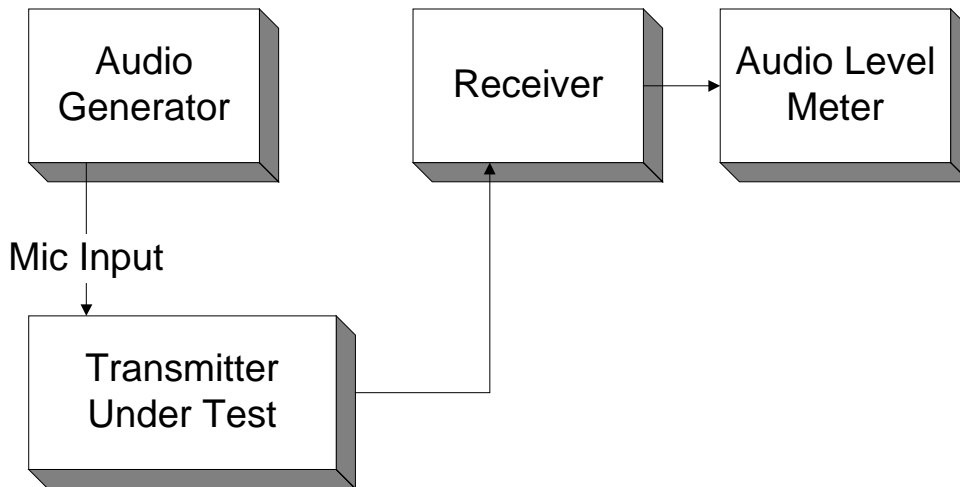 Audio
Generator
Receiver
Audio Level
Meter
Mic Input
Transmitter
Under Test